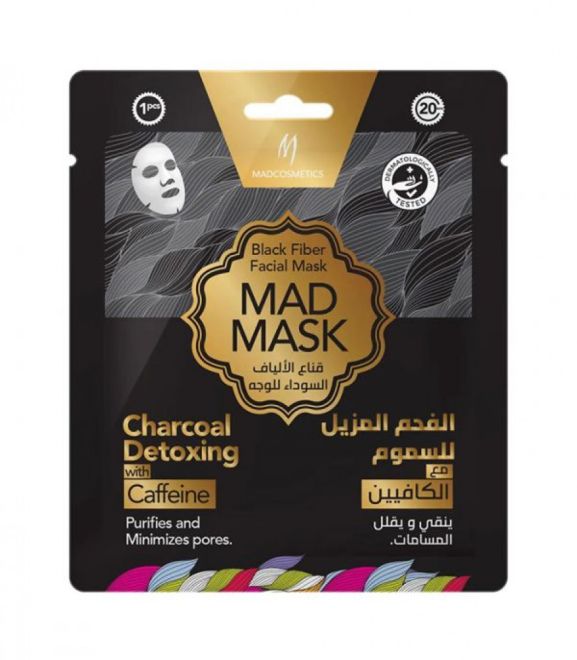 1pcs
20
M
MADCOSMETICS
DERMATOLOGICALLY
TESTED
Black Fiber
Facial Mask
MAD
MASK
قناع الألياف
السوداء للوجه
Charcoal
Detoxing
with
Caffeine
Purifies and
Minimizes pores.
الفحم المزيل
للسموم
مع
الكافيين
ينقي و يقلل
المسامات.